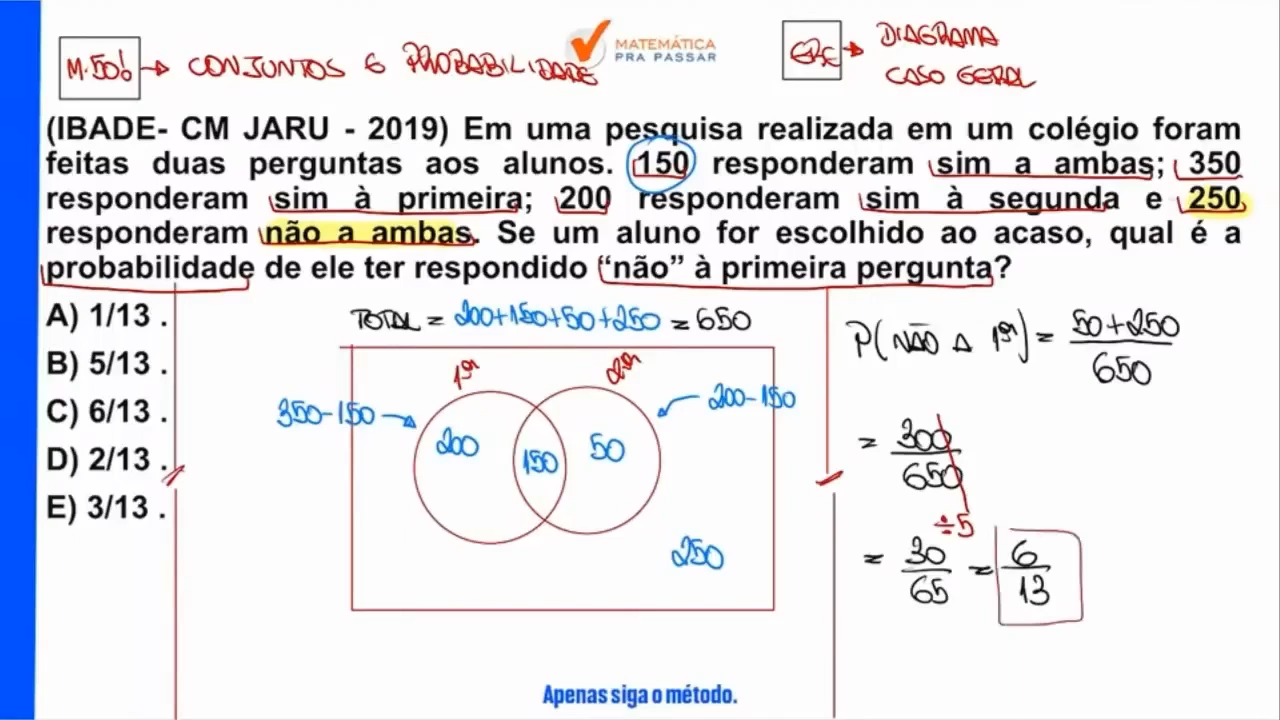 M.50! → CONJUNTOS E PROBABILIDADE
MATEMÁTICA
PRA PASSAR
→ DIAGRAMA
CASO GERAL
(IBADE- CM JARU - 2019) Em uma pesquisa realizada em um colégio foram
feitas duas perguntas aos alunos. 150 responderam sim a ambas; 350
responderam sim à primeira; 200 responderam sim à segunda e 250
responderam não a ambas. Se um aluno for escolhido ao acaso, qual é a
probabilidade de ele ter respondido “não” à primeira pergunta?
A) 1/13 .
B) 5/13 .
C) 6/13 .
D) 2/13 .
E) 3/13 .
TOTAL = 200+150+50+250 = 650
1ª
2ª
350-150
200-150
200
150
50
250
P(NÃO A 1ª) = 50+250
650
= 300
650
÷5
= 30 = 6
65 13
Apenas siga o método.